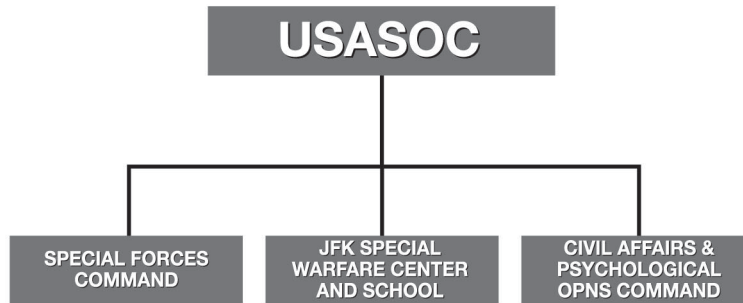 USASOC
SPECIAL FORCES
COMMAND
JFK SPECIAL
WARFARE CENTER
AND SCHOOL
CIVIL AFFAIRS &
PSYCHOLOGICAL
OPNS COMMAND